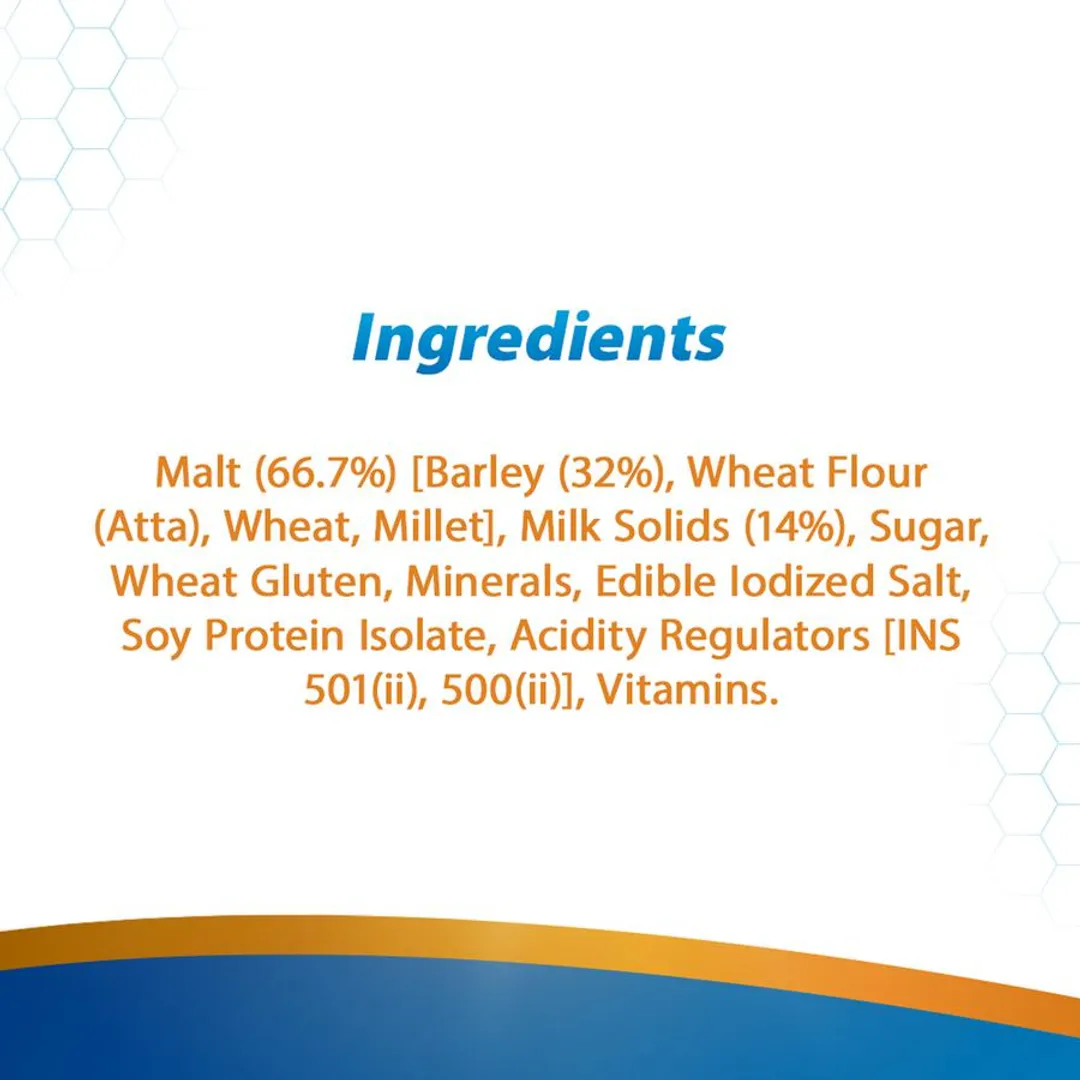 Ingredients
Malt (66.7%) [Barley (32%), Wheat Flour
(Atta), Wheat, Millet], Milk Solids (14%), Sugar,
Wheat Gluten, Minerals, Edible Iodized Salt,
Soy Protein Isolate, Acidity Regulators [INS
501(ii), 500(ii)], Vitamins.